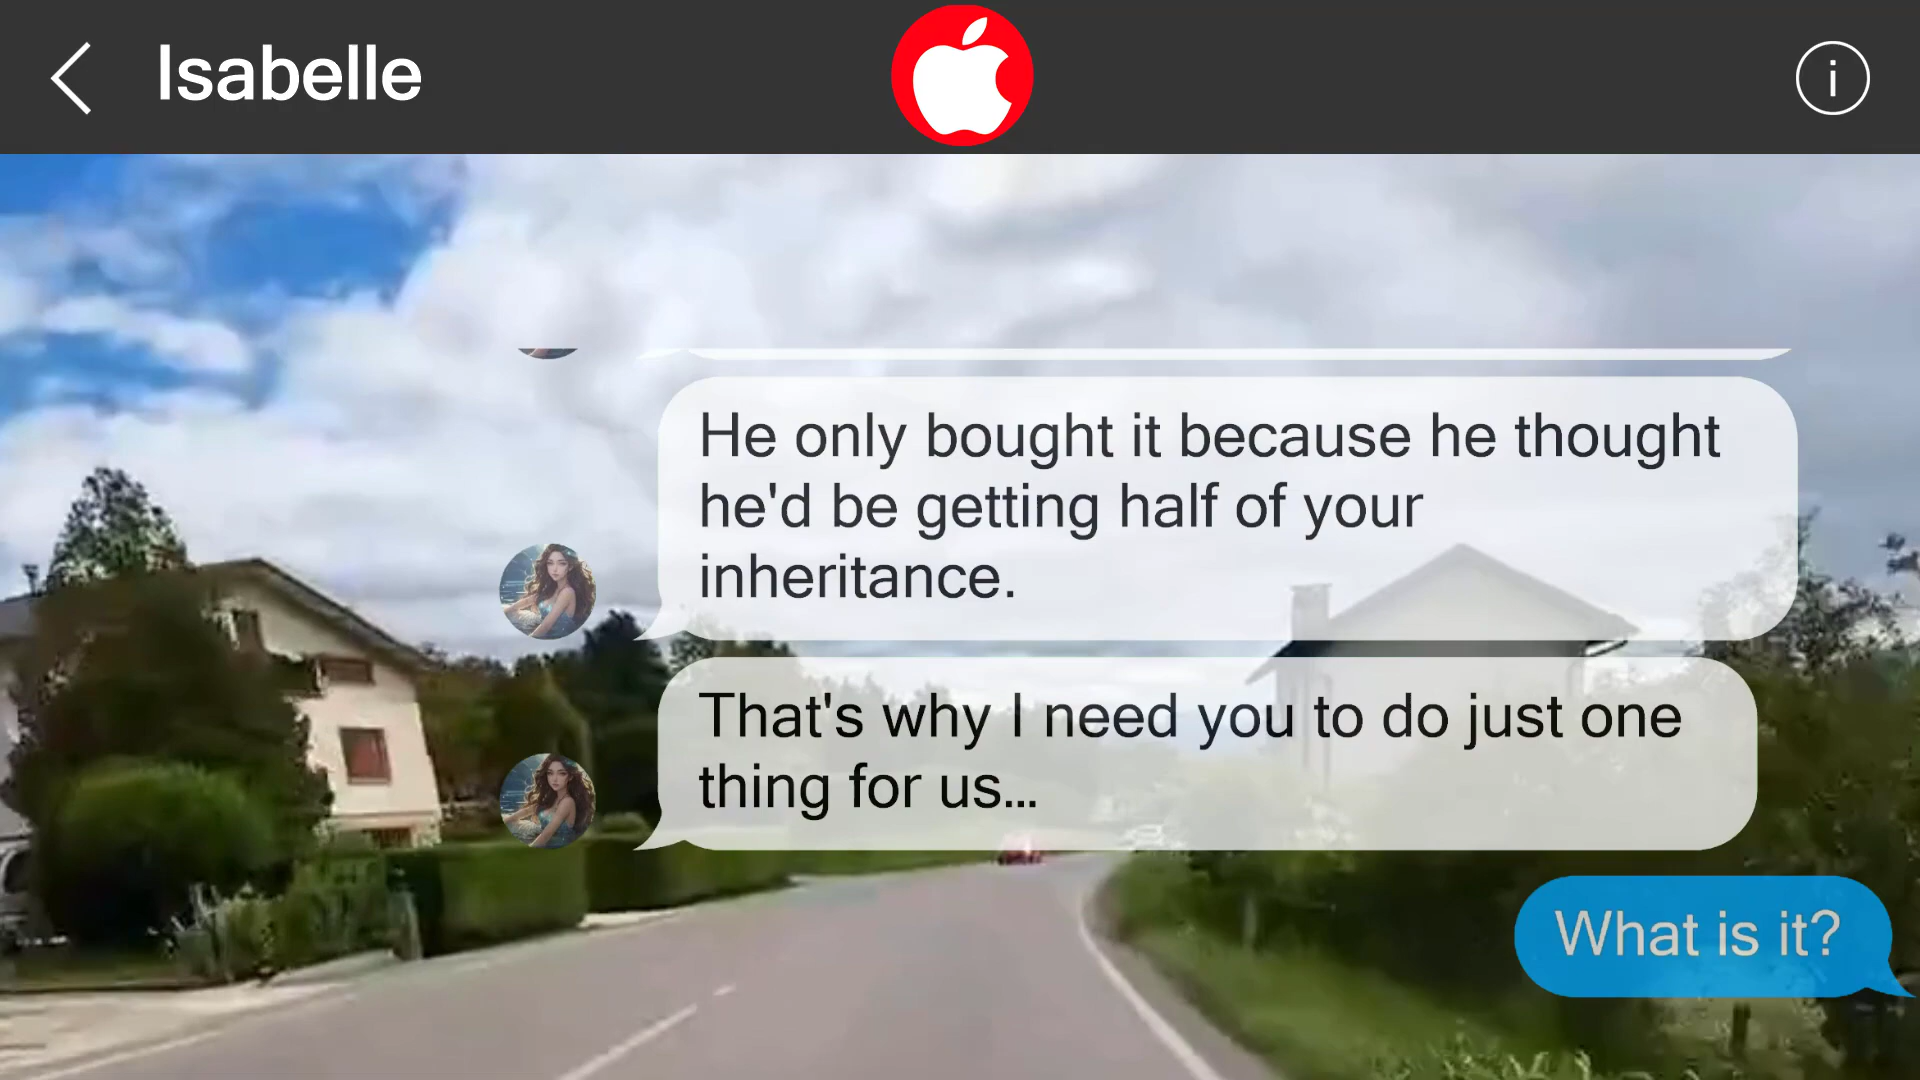 Isabelle
He only bought it because he thought
he'd be getting half of your
inheritance.
That's why I need you to do just one
thing for us...
What is it?